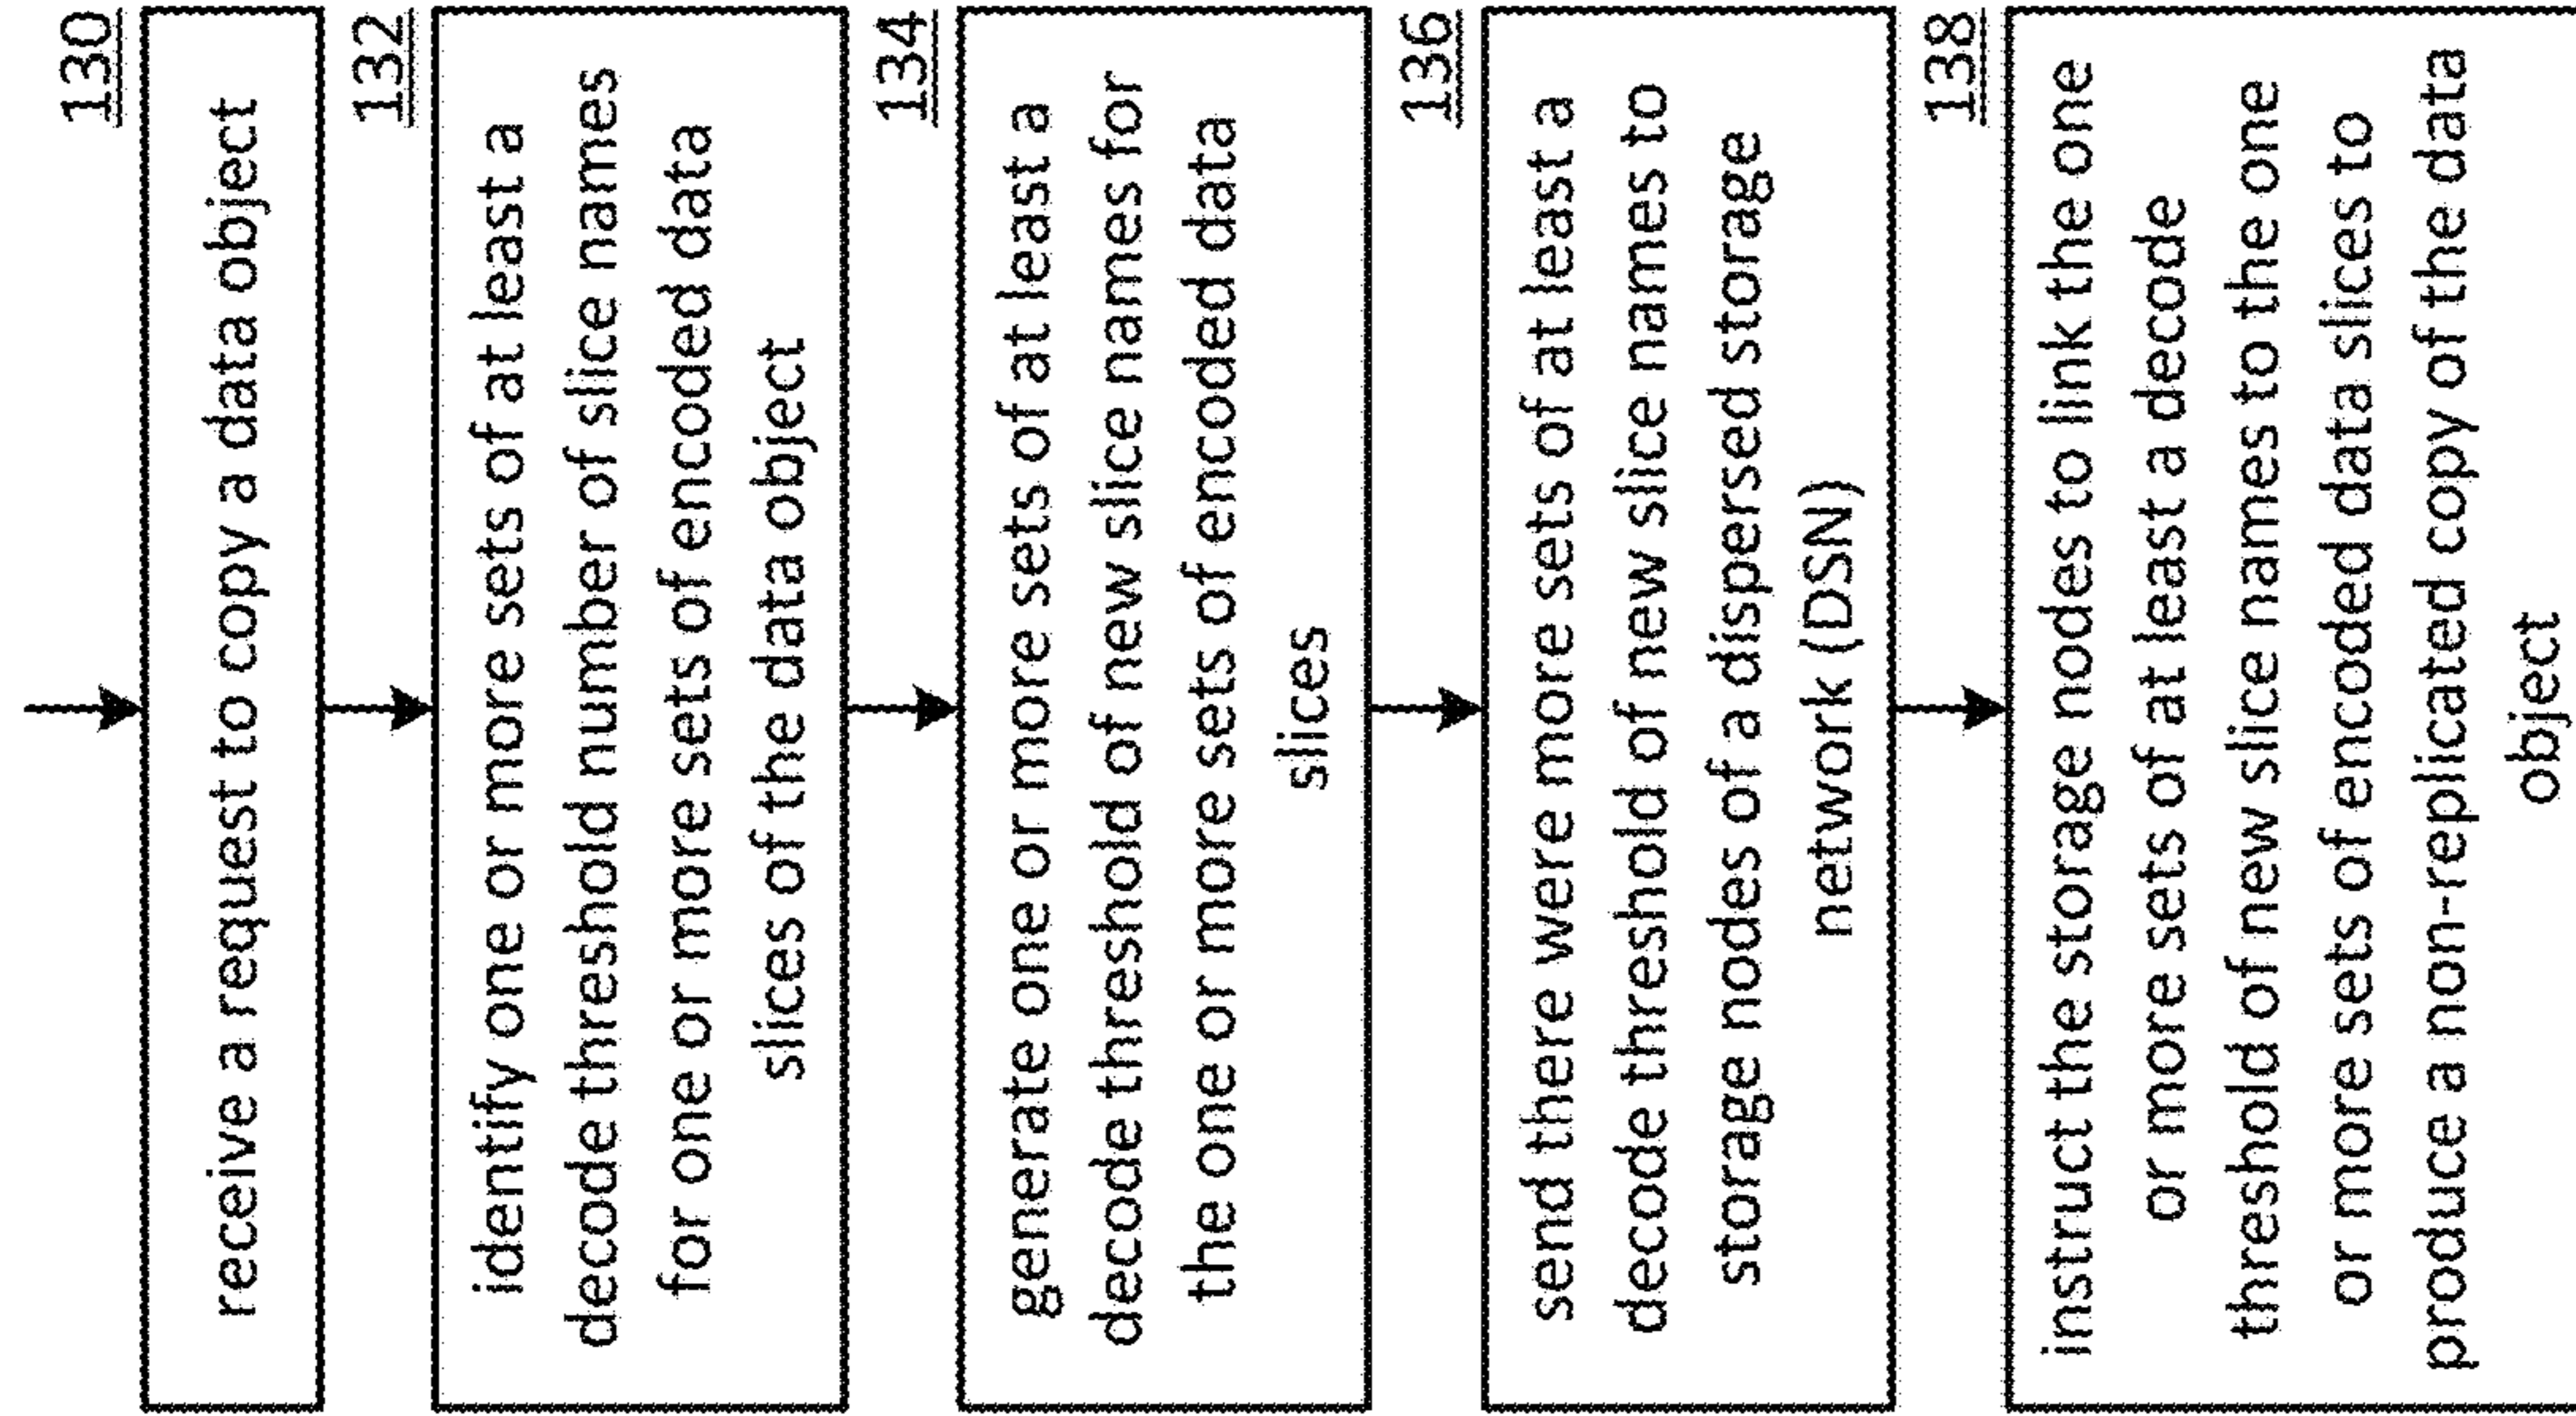 130
receive a request to copy a data object
132
identify one or more sets of at least a
decode threshold number of slice names
for one or more sets of encoded data
slices of the data object
134
generate one or more sets of at least a
decode threshold of new slice names for
the one or more sets of encoded data
slices
136
send there were more sets of at least a
decode threshold of new slice names to
storage nodes of a dispersed storage
network (DSN)
138
instruct the storage nodes to link the one
or more sets of at least a decode
threshold of new slice names to the one
or more sets of encoded data slices to
produce a non-replicated copy of the data
object